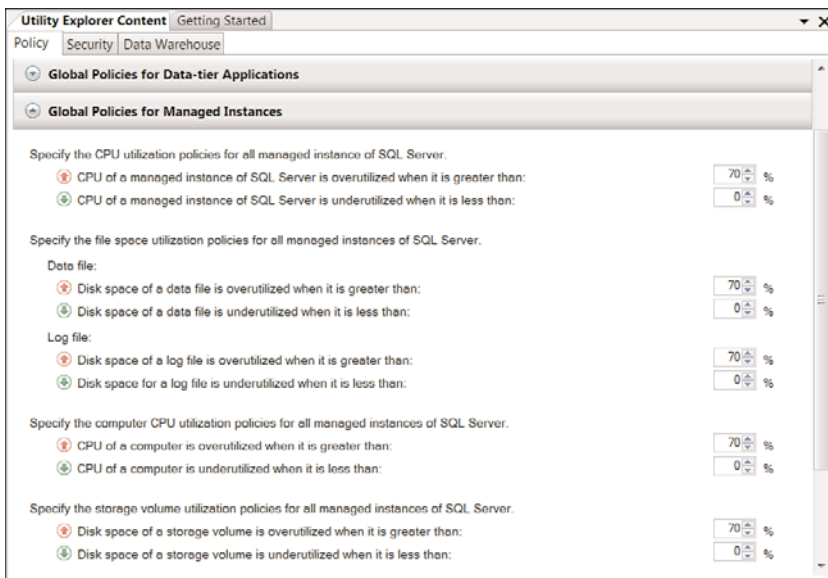 Utility Explorer Content Getting Started
Policy Security Data Warehouse
Global Policies for Data-tier Applications
Global Policies for Managed Instances
Specify the CPU utilization policies for all managed instance of SQL Server.
CPU of a managed instance of SQL Server is overutilized when it is greater than: 70 %
CPU of a managed instance of SQL Server is underutilized when it is less than: 0 %
Specify the file space utilization policies for all managed instances of SQL Server.
Data file:
Disk space of a data file is overutilized when it is greater than: 70 %
Disk space of a data file is underutilized when it is less than: 0 %
Log file:
Disk space of a log file is overutilized when it is greater than: 70 %
Disk space for a log file is underutilized when it is less than: 0 %
Specify the computer CPU utilization policies for all managed instances of SQL Server.
CPU of a computer is overutilized when it is greater than: 70 %
CPU of a computer is underutilized when it is less than: 0 %
Specify the storage volume utilization policies for all managed instances of SQL Server.
Disk space of a storage volume is overutilized when it is greater than: 70 %
Disk space of a storage volume is underutilized when it is less than: 0 %